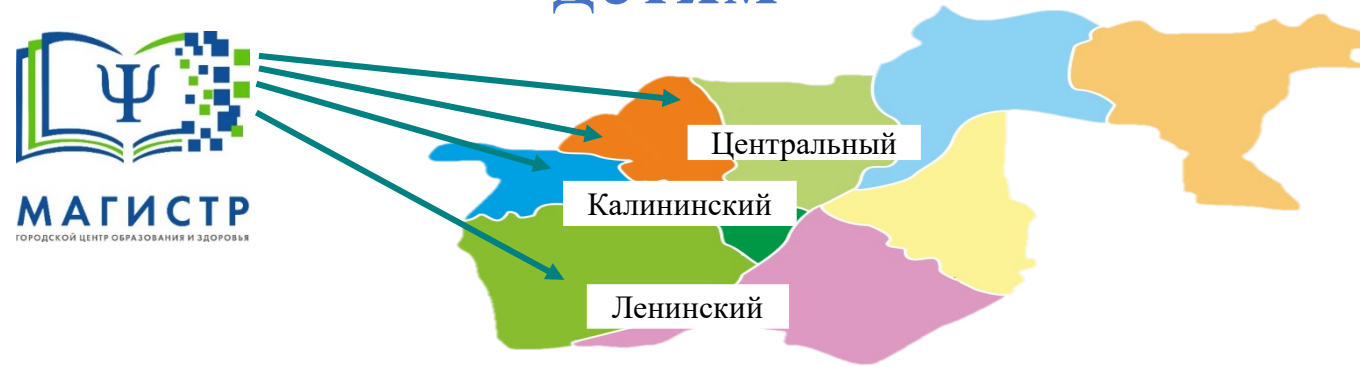 Ψ
МАГИСТР
ГОРОДСКОЙ ЦЕНТР ОБРАЗОВАНИЯ И ЗДОРОВЬЯ
Центральный
Калининский
Ленинский